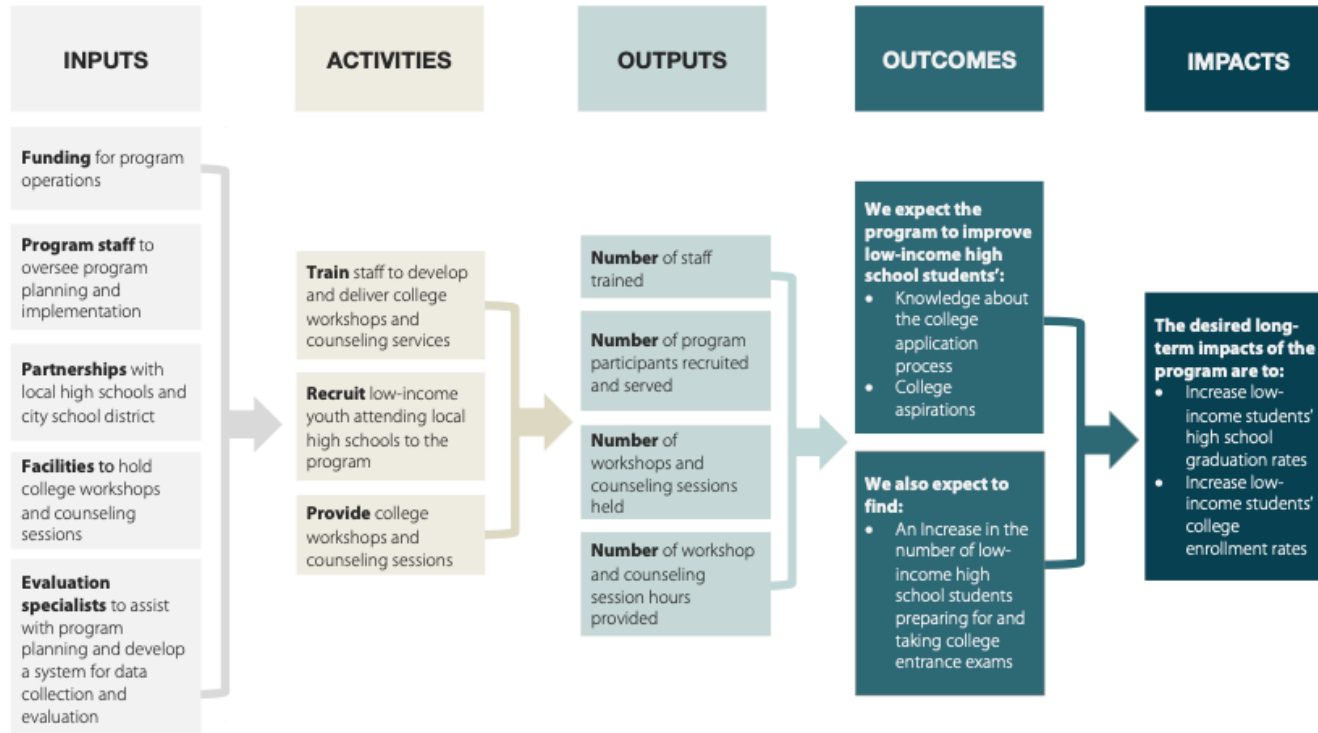 INPUTS
Funding for program
operations
Program staff to
oversee program
planning and
implementation
Partnerships with
local high schools and
city school district
Facilities to hold
college workshops
and counseling
sessions
Evaluation
specialists to assist
with program
planning and develop
a system for data
collection and
evaluation
ACTIVITIES
Train staff to develop
and deliver college
workshops and
counseling services
Recruit low-income
youth attending local
high schools to the
program
Provide college
workshops and
counseling sessions
OUTPUTS
Number of staff
trained
Number of program
participants recruited
and served
Number of
workshops and
counseling sessions
held
Number of workshop
and counseling
session hours
provided
OUTCOMES
We expect the
program to improve
low-income high
school students':
• Knowledge about
the college
application
process
• College
aspirations
We also expect to
find:
• An Increase in the
number of low-
income high
school students
preparing for and
taking college
entrance exams
IMPACTS
The desired long-
term impacts of the
program are to:
• Increase low-
income students'
high school
graduation rates
• Increase low-
income students'
college
enrollment rates